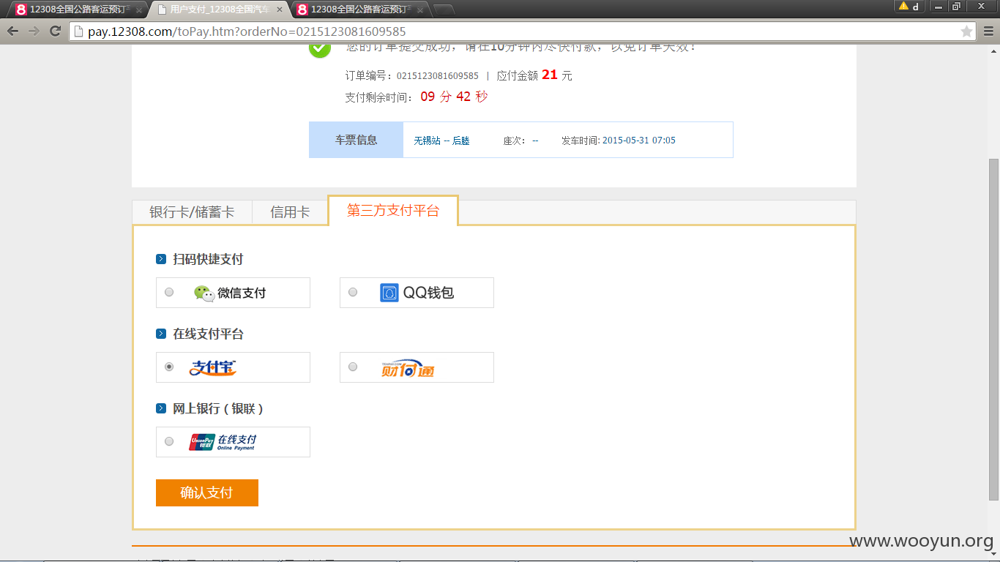 12308全国公路客运预订
用户支付_12308全国汽车
12308全国公路客运预订
d
pay.12308.com/toPay.htm?orderNo=0215123081609585
您的订单提交成功，请在10分钟内尽快付款，以免订单失效！
订单编号：0215123081609585 | 应付金额 21 元
支付剩余时间： 09 分 42 秒
车票信息 无锡站 -- 后塍 座次： -- 发车时间: 2015-05-31 07:05
银行卡/储蓄卡 信用卡 第三方支付平台
扫码快捷支付
微信支付 QQ钱包
在线支付平台
支付宝 财付通
网上银行（银联）
UnionPay 银联 在线支付
Online Payment
确认支付
www.wooyun.org